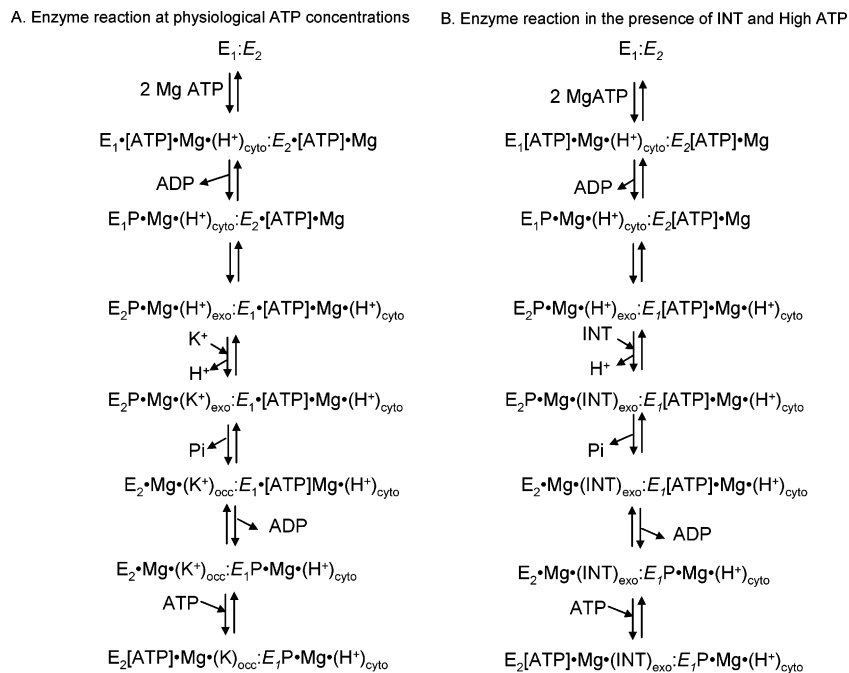 A. Enzyme reaction at physiological ATP concentrations
E₁:E₂
2 Mg ATP
E₁•[ATP]•Mg•(H⁺)cyto:E₂•[ATP]•Mg
ADP
E₁P•Mg•(H⁺)cyto:E₂•[ATP]•Mg
E₂P•Mg•(H⁺)exo:E₁•[ATP]•Mg•(H⁺)cyto
K⁺
H⁺
E₂P•Mg•(K⁺)exo:E₁•[ATP]•Mg•(H⁺)cyto
Pi
E₂•Mg•(K⁺)occ:E₁•[ATP]Mg•(H⁺)cyto
ADP
E₂•Mg•(K⁺)occ:E₁P•Mg•(H⁺)cyto
ATP
E₂[ATP]•Mg•(K)occ:E₁P•Mg•(H⁺)cyto
B. Enzyme reaction in the presence of INT and High ATP
E₁:E₂
2 MgATP
E₁[ATP]•Mg•(H⁺)cyto:E₂[ATP]•Mg
ADP
E₁P•Mg•(H⁺)cyto:E₂[ATP]•Mg
E₂P•Mg•(H⁺)exo:E₁[ATP]•Mg•(H⁺)cyto
INT
H⁺
E₂P•Mg•(INT)exo:E₁[ATP]•Mg•(H⁺)cyto
Pi
E₂•Mg•(INT)exo:E₁[ATP]•Mg•(H⁺)cyto
ADP
E₂•Mg•(INT)exo:E₁P•Mg•(H⁺)cyto
ATP
E₂[ATP]•Mg•(INT)exo:E₁P•Mg•(H⁺)cyto